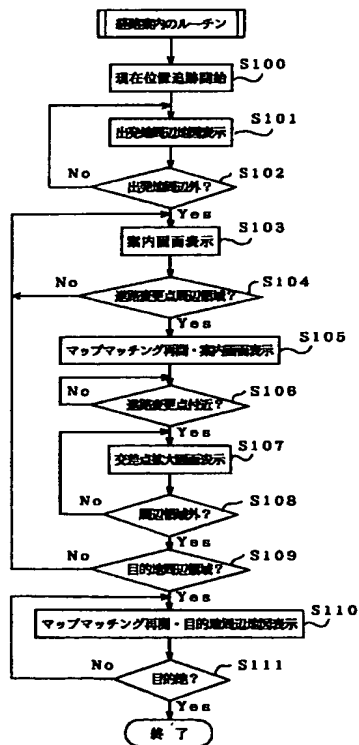 経路案内のルーチン
S100
現在位置追跡開始
S101
出発地周辺地図表示
S102
No
出発地周辺外?
Yes
S103
案内画面表示
S104
No
進路変更点周辺領域?
Yes
S105
マップマッチング再開・案内画面表示
S106
No
進路変更点付近?
Yes
S107
交差点拡大画面表示
S108
No
周辺領域外?
Yes
S109
No
目的地周辺領域?
Yes
S110
マップマッチング再開・目的地周辺地図表示
S111
No
目的地?
Yes
終了